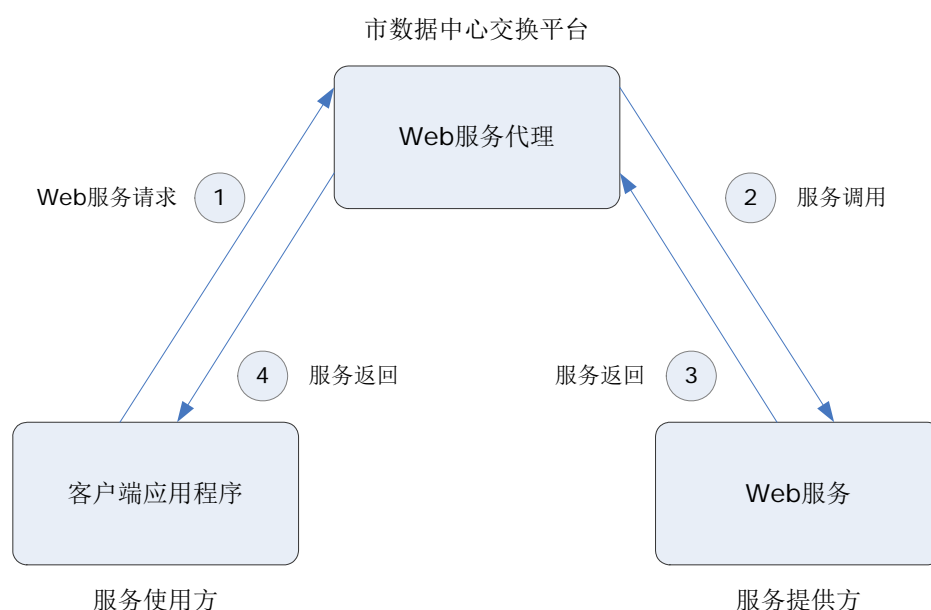 市数据中心交换平台
Web服务代理
Web服务请求 1
2 服务调用
4 服务返回
服务返回 3
客户端应用程序
Web服务
服务使用方
服务提供方